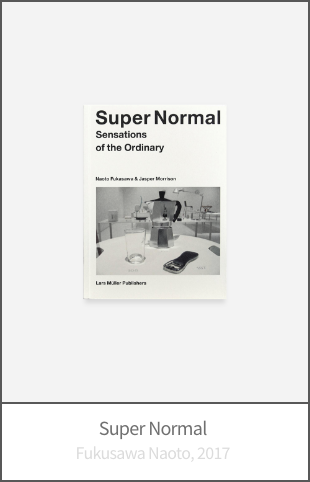 Super Normal
Sensations
of the Ordinary
Naoto Fukasawa & Jasper Morrison
Lars Müller Publishers
Super Normal
Fukusawa Naoto, 2017